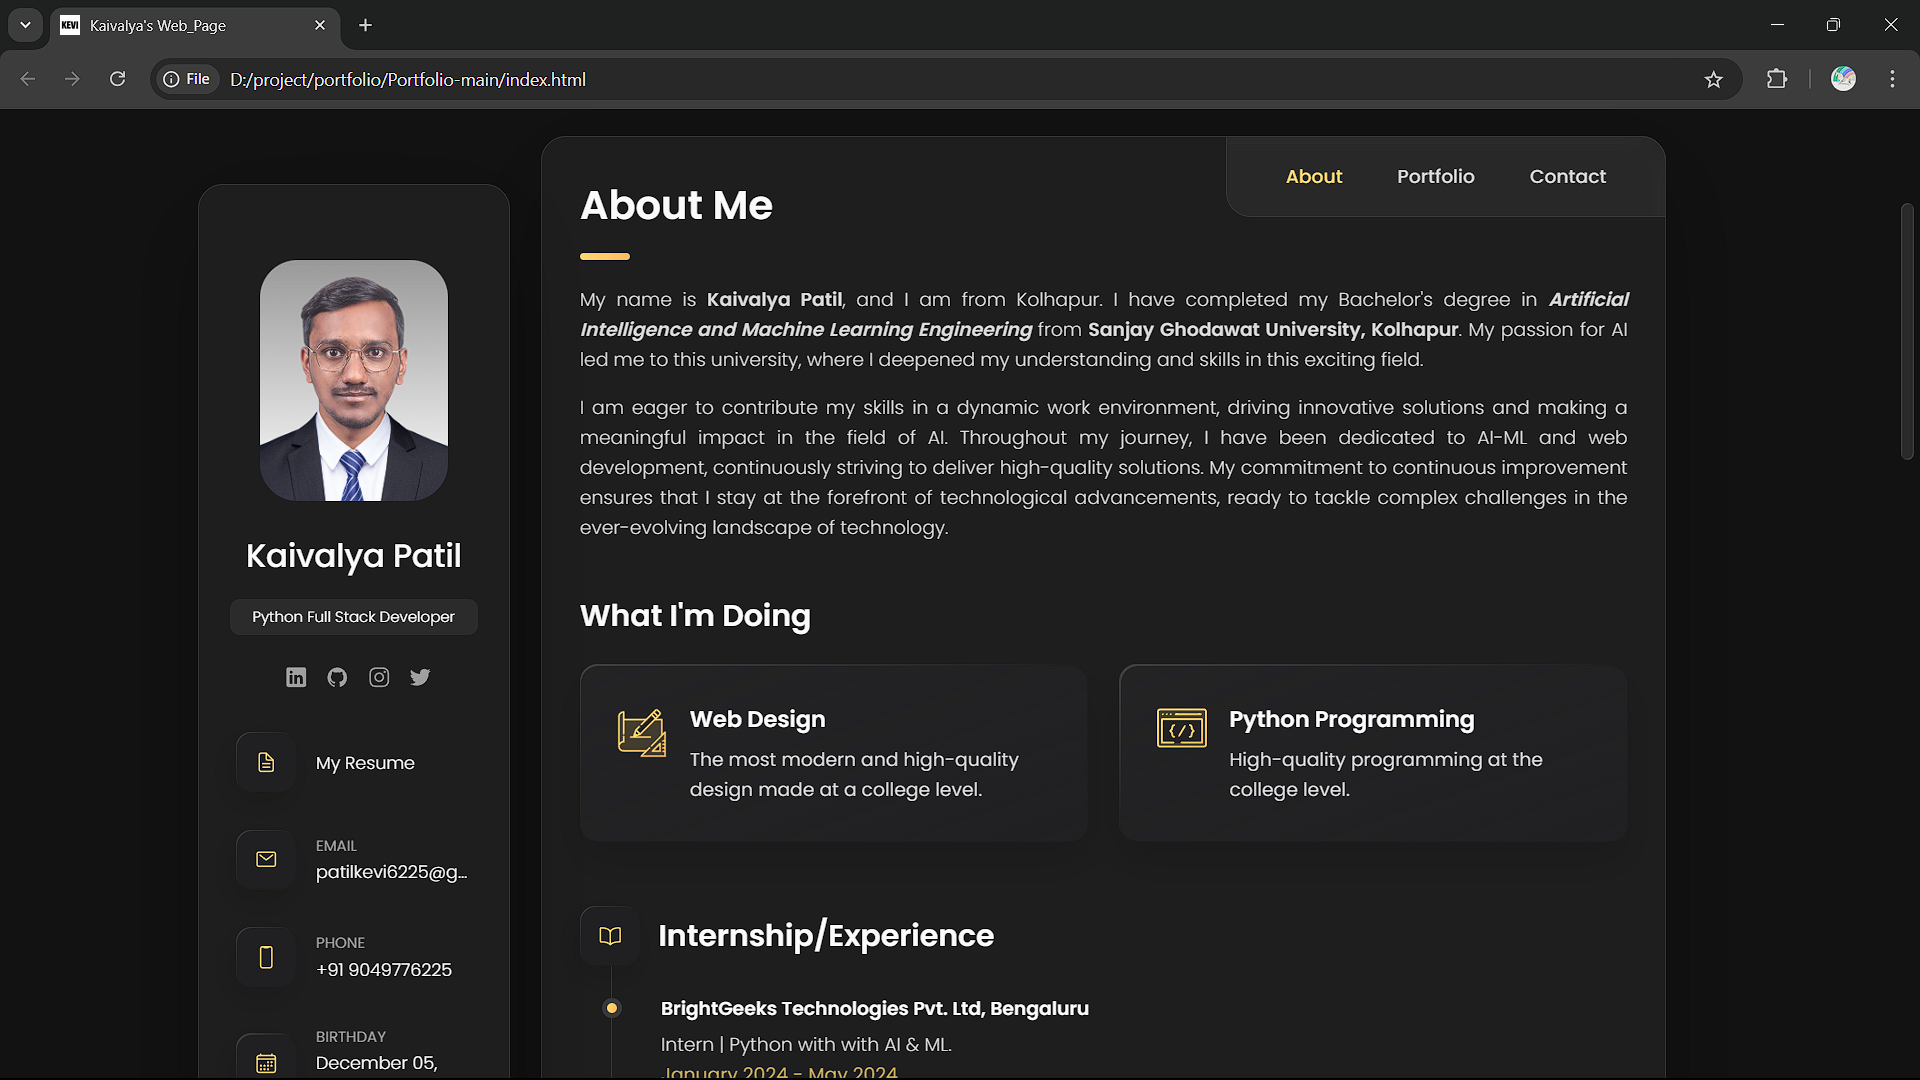 KEVI
Kaivalya's Web_Page
File
D:/project/portfolio/Portfolio-main/index.html
About
Portfolio
Contact
About Me
My name is Kaivalya Patil, and I am from Kolhapur. I have completed my Bachelor's degree in Artificial
Intelligence and Machine Learning Engineering from Sanjay Ghodawat University, Kolhapur. My passion for AI
led me to this university, where I deepened my understanding and skills in this exciting field.
I am eager to contribute my skills in a dynamic work environment, driving innovative solutions and making a
meaningful impact in the field of AI. Throughout my journey, I have been dedicated to AI-ML and web
development, continuously striving to deliver high-quality solutions. My commitment to continuous improvement
ensures that I stay at the forefront of technological advancements, ready to tackle complex challenges in the
ever-evolving landscape of technology.
Kaivalya Patil
Python Full Stack Developer
My Resume
EMAIL
patilkevi6225@g...
PHONE
+91 9049776225
BIRTHDAY
December 05,
What I'm Doing
Web Design
The most modern and high-quality
design made at a college level.
Python Programming
High-quality programming at the
college level.
Internship/Experience
BrightGeeks Technologies Pvt. Ltd, Bengaluru
Intern | Python with with AI & ML.
January 2024 - May 2024